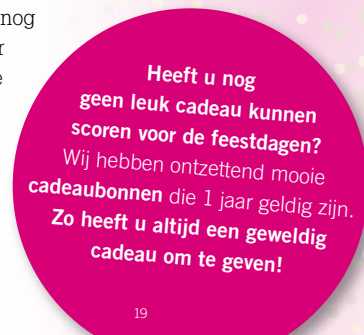 nog
r
e
Heeft u nog
geen leuk cadeau kunnen
scoren voor de feestdagen?
Wij hebben ontzettend mooie
cadeaubonnen die 1 jaar geldig zijn.
Zo heeft u altijd een geweldig
cadeau om te geven!
19